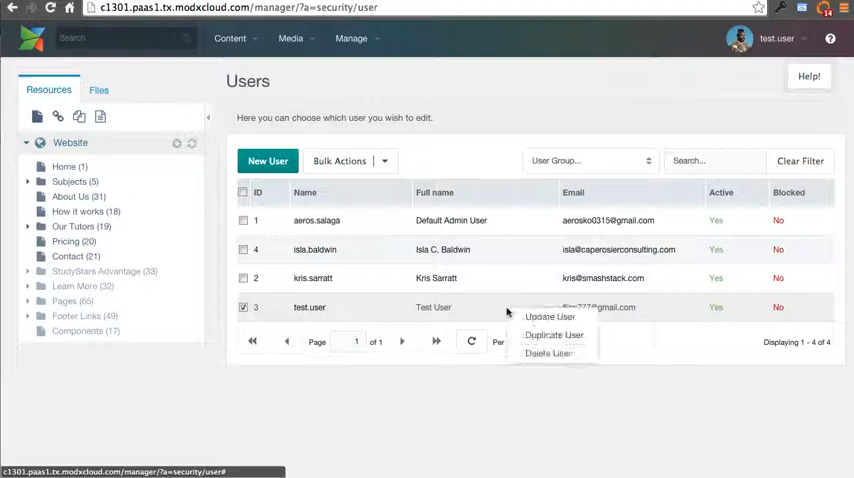 c1301.paas1.tx.modxcloud.com/manager/?a=security/user
14
Search
Content
Media
Manage
test.user
?
Resources
Files
Users
Help!
Here you can choose which user you wish to edit.
Website
New User
Bulk Actions
User Group...
Search...
Clear Filter
Home (1)
Subjects (5)
About Us (31)
How it works (18)
Our Tutors (19)
Pricing (20)
Contact (21)
StudyStars Advantage (33)
Learn More (32)
Pages (65)
Footer Links (49)
Components (17)
ID Name Full name Email Active Blocked
1 aeros.salaga Default Admin User aerosko0315@gmail.com Yes No
4 isla.baldwin Isla C. Baldwin isla@caperosierconsulting.com Yes No
2 kris.sarratt Kris Sarratt kris@smashstack.com Yes No
3 test.user Test User Yes No
Update User
Duplicate User
Delete User
Page 1 of 1
Per
Displaying 1 - 4 of 4
c1301.paas1.tx.modxcloud.com/manager/?a=security/user#